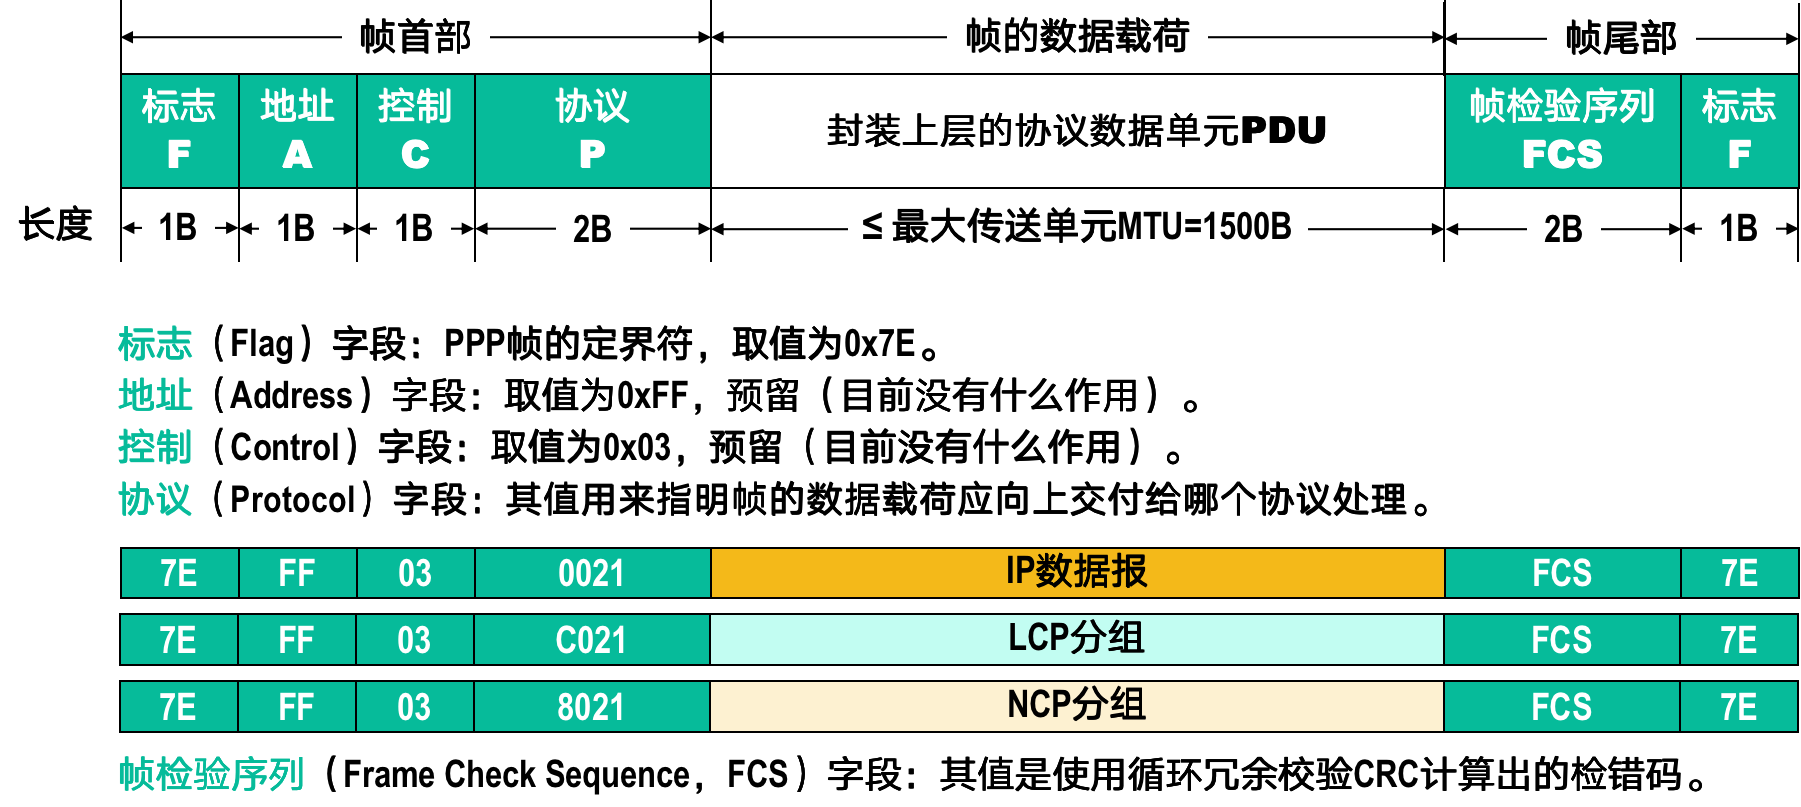 帧首部 帧的数据载荷 帧尾部
标志 地址 控制 协议 封装上层的协议数据单元PDU 帧检验序列 标志
F A C P FCS F
长度 1B 1B 1B 2B ≤ 最大传送单元MTU=1500B 2B 1B
标志（Flag）字段：PPP帧的定界符，取值为0x7E。
地址（Address）字段：取值为0xFF，预留（目前没有什么作用）。
控制（Control）字段：取值为0x03，预留（目前没有什么作用）。
协议（Protocol）字段：其值用来指明帧的数据载荷应向上交付给哪个协议处理。
7E FF 03 0021 IP数据报 FCS 7E
7E FF 03 C021 LCP分组 FCS 7E
7E FF 03 8021 NCP分组 FCS 7E
帧检验序列（Frame Check Sequence，FCS）字段：其值是使用循环冗余校验CRC计算出的检错码。